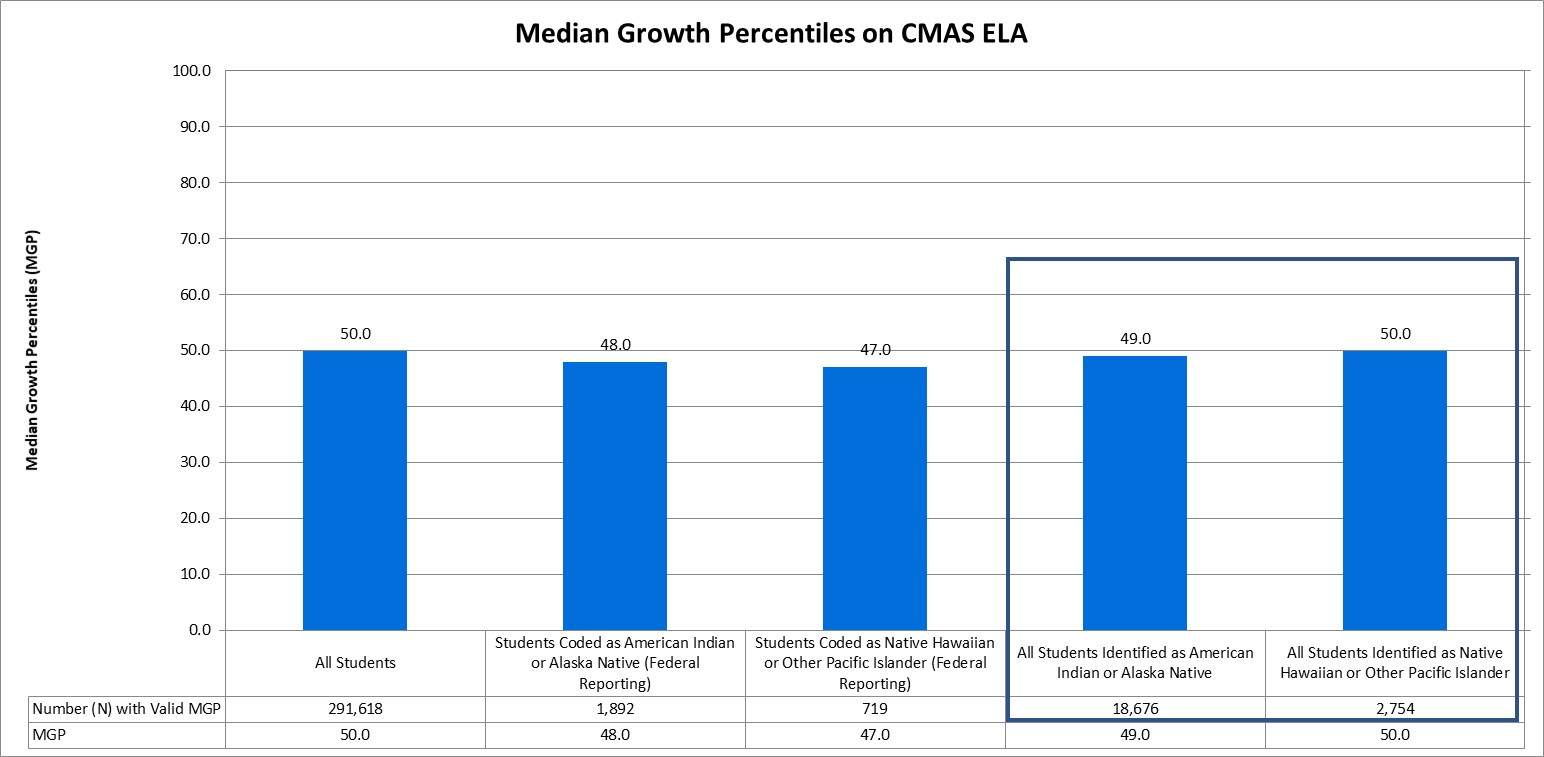 Median Growth Percentiles on CMAS ELA
Median Growth Percentiles (MGP)
100.0
90.0
80.0
70.0
60.0
50.0
40.0
30.0
20.0
10.0
0.0
50.0
48.0
47.0
49.0
50.0
All Students
Students Coded as American Indian
or Alaska Native (Federal
Reporting)
Students Coded as Native Hawaiian
or Other Pacific Islander (Federal
Reporting)
All Students Identified as American
Indian or Alaska Native
All Students Identified as Native
Hawaiian or Other Pacific Islander
Number (N) with Valid MGP 291,618 1,892 719 18,676 2,754
MGP 50.0 48.0 47.0 49.0 50.0